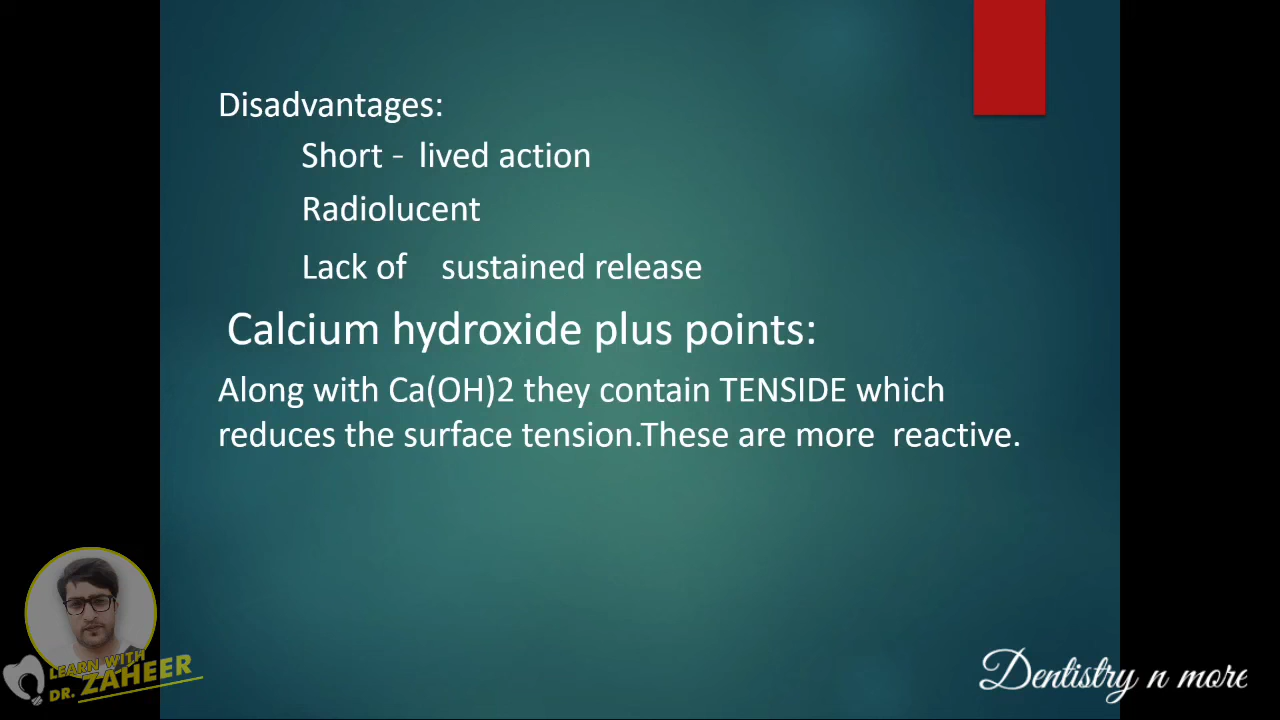 Disadvantages:
Short - lived action
Radiolucent
Lack of sustained release
Calcium hydroxide plus points:
Along with Ca(OH)2 they contain TENSIDE which
reduces the surface tension.These are more reactive.
LEARN WITH
DR. ZAHEER
Dentistry n more